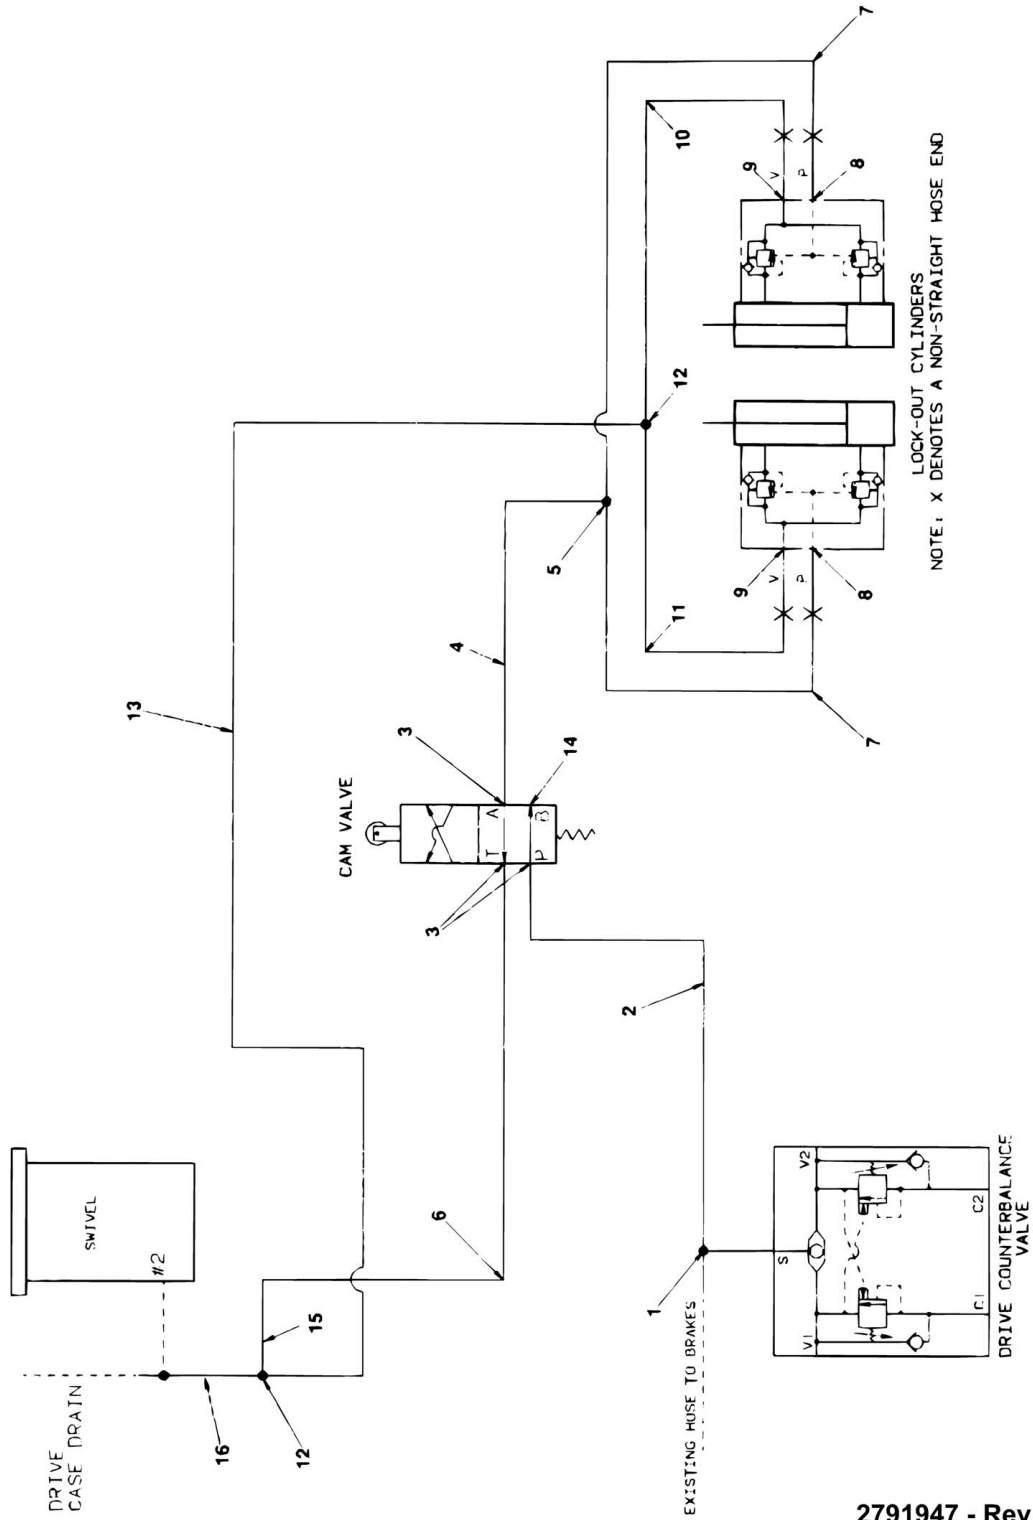 DRIVE
CASE DRAIN
SWIVEL
#2
16
12
15
6
13
CAM VALVE
3
3
T
A
P
B
14
4
5
2
1
EXISTING HOSE TO BRAKES
S
V1
V2
C1
C2
DRIVE COUNTERBALANCE
VALVE
7
10
12
11
7
9
V
P
8
9
V
P
8
LOCK-OUT CYLINDERS
NOTE: X DENOTES A NON-STRAIGHT HOSE END
2791947 - Rev